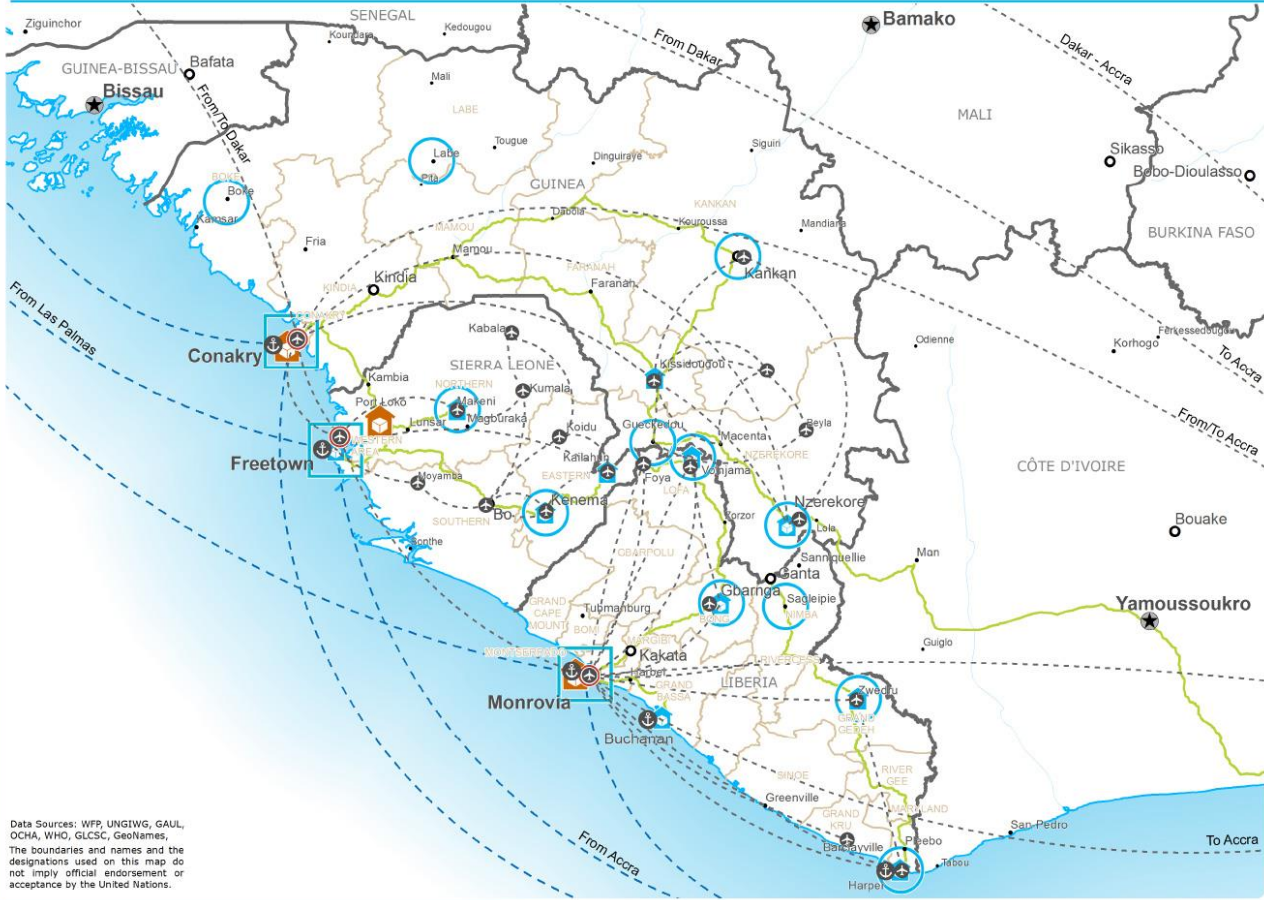 SENEGAL
Ziguinchor
Koundara
Kedougou
Bamako
From Dakar
Dakar - Accra
GUINEA-BISSAU
Bafata
Bissau
From/To Dakar
Mali
LABE
MALI
Tougue
Labe
Pita
Dinguiraye
Siguiri
Sikasso
Bobo-Dioulasso
BOKE
Boke
Kamsar
GUINEA
KANKAN
Dabola
Kouroussa
Mandiana
BURKINA FASO
Fria
MAMOU
Mamou
FARANAH
Kankan
KINDIA
Kindia
Faranah
From Las Palmas
CONAKRY
Conakry
Kabala
SIERRA LEONE
Kissidougou
Odienne
Ferkessedougou
Korhogo
To Accra
Kambia
NORTHERN
Makeni
Kumala
Port Loko
Lunsar
Magburaka
Koidu
Gueckedou
Macenta
Beyla
From/To Accra
WESTERN
AREA
Freetown
Kailahun
EASTERN
Foya
Voinjama
NZEREKORE
CÔTE D'IVOIRE
Moyamba
LOFA
Bo
Kenema
Nzerekore
Lola
Bouake
SOUTHERN
Zorzor
Bonthe
GBARPOLU
Sanniquellie
Man
Ganta
Gbarnga
Sagleipie
NIMBA
BONG
GRAND
CAPE
MOUNT
Tubmanburg
BOMI
Yamoussoukro
MONTSERRADO
MARGIBI
Kakata
Guiglo
RIVERCESS
Harbel
GRAND
BASSA
LIBERIA
Monrovia
Zwedru
GRAND
GEDEH
Buchanan
SINOE
RIVER
GEE
Greenville
GRAND
KRU
MARYLAND
Barclayville
Pleebo
San-Pedro
To Accra
Harper
Tabou
From Accra
Data Sources: WFP, UNGIWG, GAUL,
OCHA, WHO, GLCSC, GeoNames,
The boundaries and names and the
designations used on this map do
not imply official endorsement or
acceptance by the United Nations.